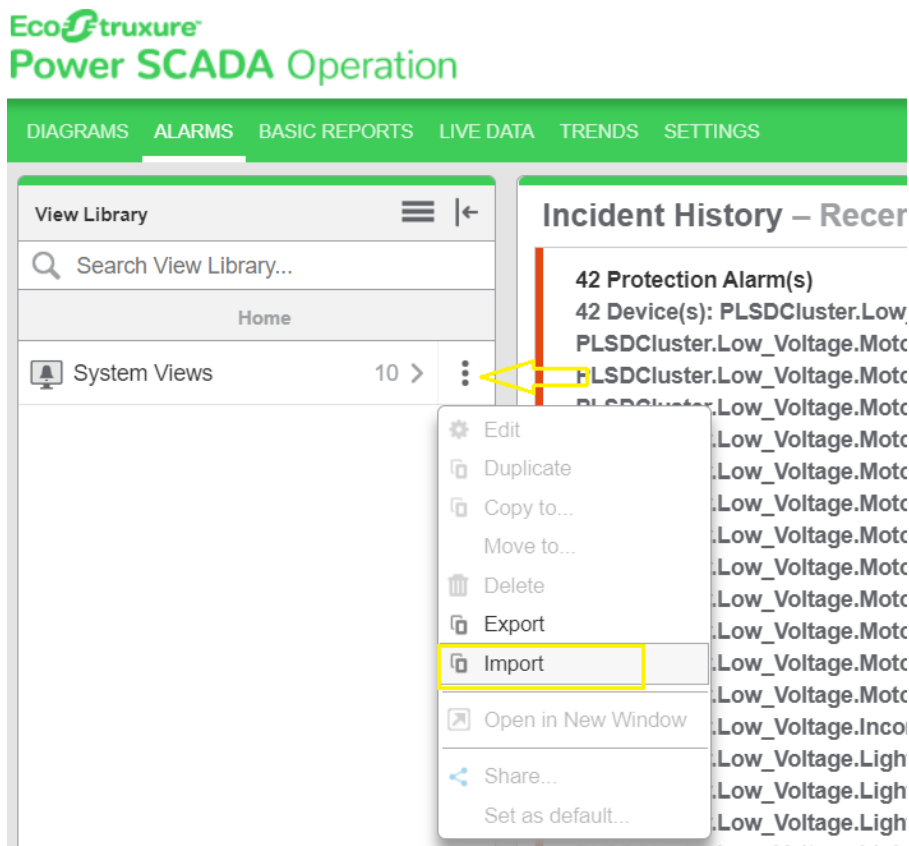 EcoStruxure
Power SCADA Operation
DIAGRAMS ALARMS BASIC REPORTS LIVE DATA TRENDS SETTINGS
View Library
Search View Library...
Home
System Views 10
Edit
Duplicate
Copy to...
Move to...
Delete
Export
Import
Open in New Window
Share...
Set as default...
Incident History – Recen
42 Protection Alarm(s)
42 Device(s): PLSDCluster.Low_
PLSDCluster.Low_Voltage.Moto
PLSDCluster.Low_Voltage.Moto
PLSDCluster.Low_Voltage.Moto
.Low_Voltage.Moto
.Low_Voltage.Moto
.Low_Voltage.Moto
.Low_Voltage.Moto
.Low_Voltage.Moto
.Low_Voltage.Moto
.Low_Voltage.Moto
.Low_Voltage.Moto
.Low_Voltage.Moto
.Low_Voltage.Inco
.Low_Voltage.Ligh
.Low_Voltage.Ligh
.Low_Voltage.Ligh